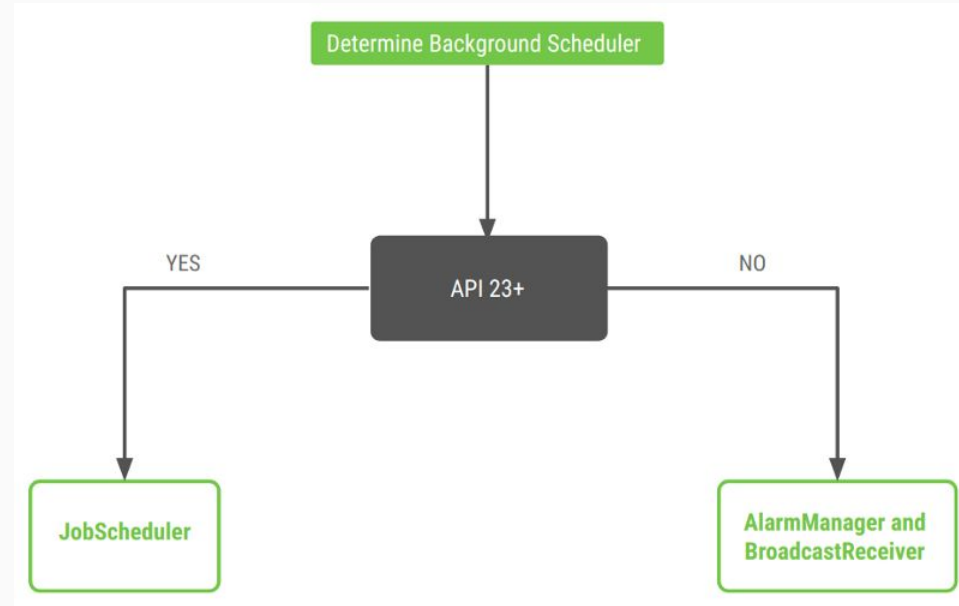 Determine Background Scheduler
YES
NO
API 23+
JobScheduler
AlarmManager and
BroadcastReceiver